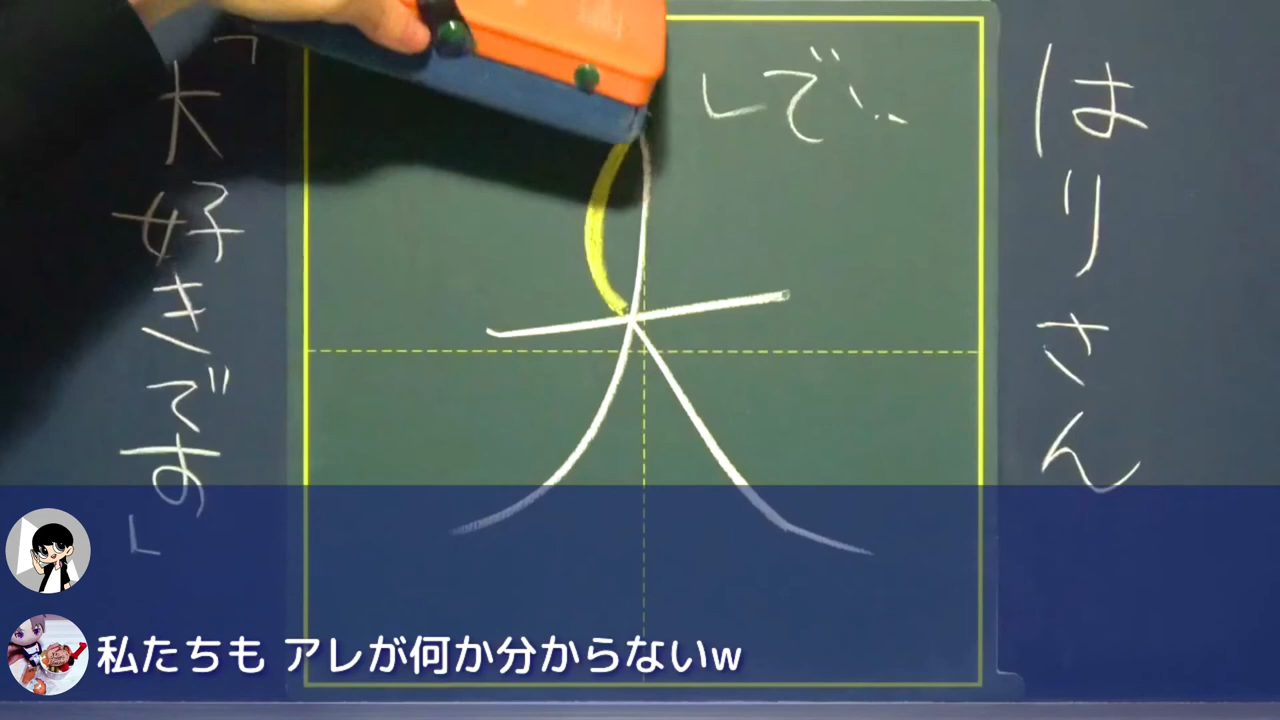 はりさん
しで
大
「大好きです」
私たちも アレが何か分からないw